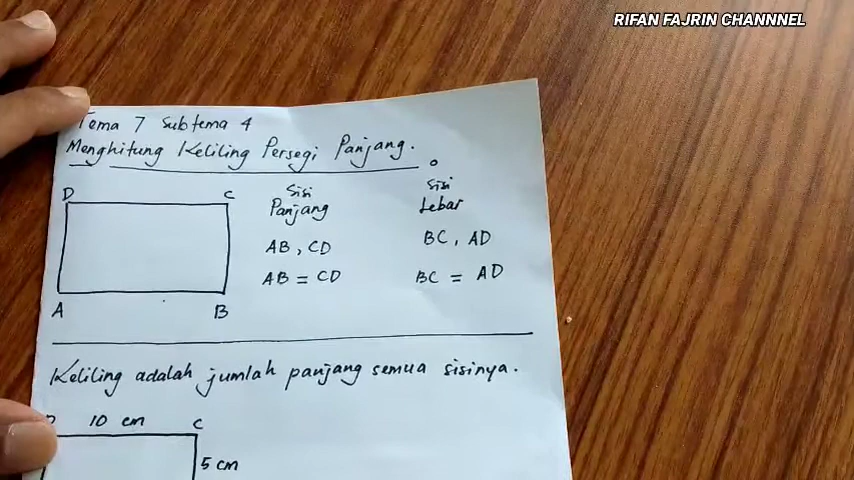 RIFAN FAJRIN CHANNNEL
Tema 7 Subtema 4
Menghitung Keliling Persegi Panjang.
D C
Sisi Panjang
Sisi Lebar
AB, CD
BC, AD
AB = CD
BC = AD
A B
Keliling adalah jumlah panjang semua sisinya.
10 cm C
5 cm